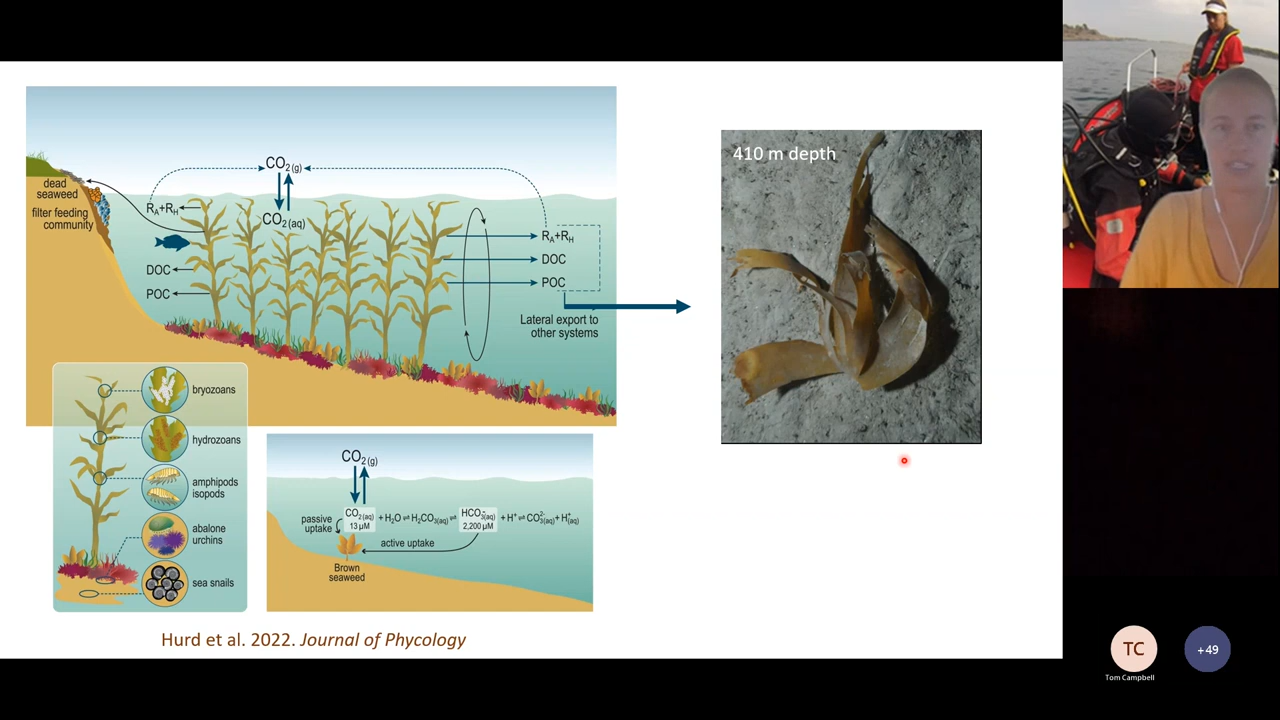 CO2(g)
dead
seaweed
filter feeding
community
RA+RH
CO2(aq)
DOC
POC
RA+RH
DOC
POC
Lateral export to
other systems
410 m depth
bryozoans
hydrozoans
amphipods
isopods
abalone
urchins
sea snails
CO2(g)
passive
uptake
CO2(aq) + H2O ⇌ H2CO3(aq) ⇌ HCO3-(aq) + H+ ⇌ CO3(aq)2- + H+(aq)
13 µM
2,200 µM
active uptake
Brown
seaweed
Hurd et al. 2022. Journal of Phycology
TC
+49
Tom Campbell